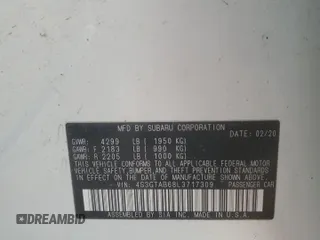 MFD BY SUBARU CORPORATION DATE: 02/20
GVWR: 4299 LB ( 1950 KG)
GAWR: F 2183 LB ( 990 KG)
GAWR: R 2205 LB ( 1000 KG)
THIS VEHICLE CONFORMS TO ALL APPLICABLE FEDERAL MOTOR
VEHICLE SAFETY, BUMPER, AND THEFT PREVENTION STANDARDS
IN EFFECT ON THE DATE OF MANUFACTURE SHOWN ABOVE.
VIN: 4S3GTAB68L3717309 PASSENGER CAR
ASSEMBLED BY SIA INC. MADE IN U.S.A.